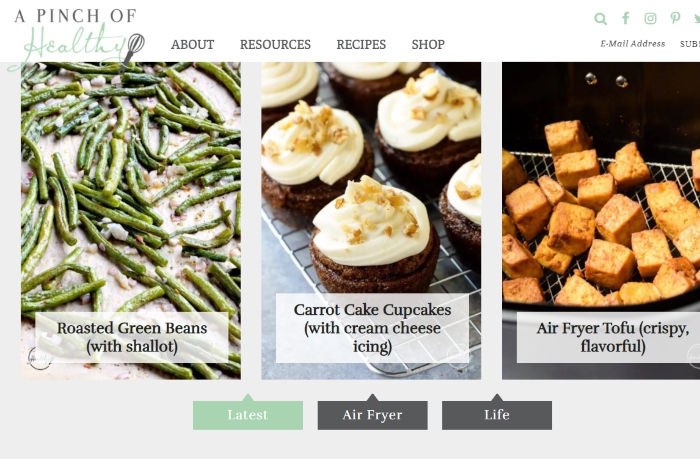 A PINCH OF
Healthy
ABOUT
RESOURCES
RECIPES
SHOP
E-Mail Address
Roasted Green Beans
(with shallot)
Carrot Cake Cupcakes
(with cream cheese
icing)
Air Fryer Tofu (crispy,
flavorful)
Latest
Air Fryer
Life